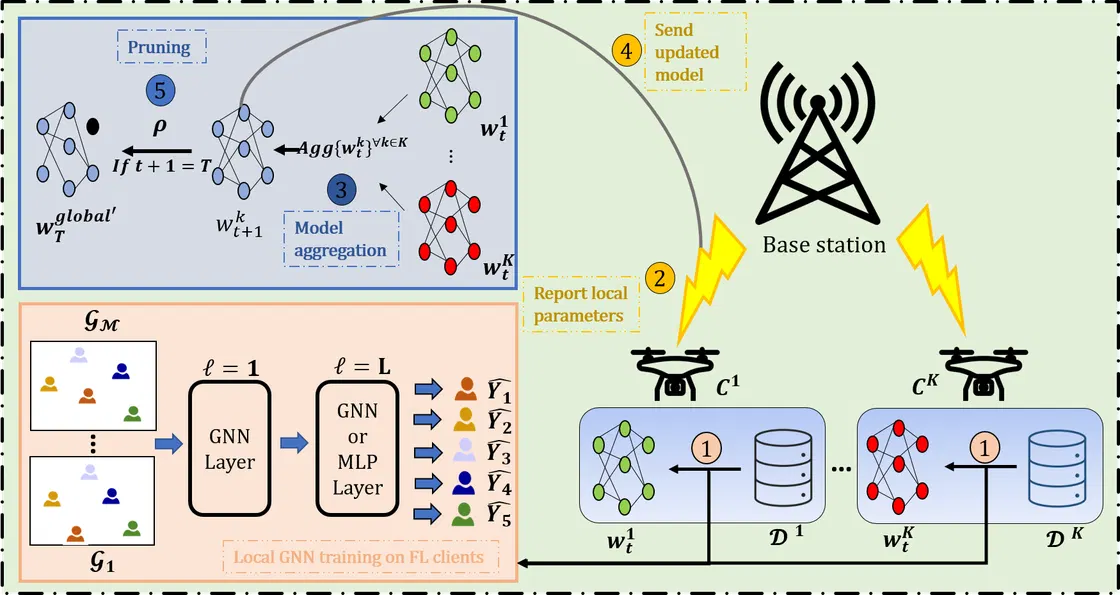 Pruning
5
ρ
If t + 1 = T
w_T^{global′}
w_{t+1}^k
Agg{w_t^k}^{∀k∈K}
3
Model
aggregation
w_t^1
⋮
w_t^K
4
Send
updated
model
Base station
2
Report local
parameters
C^1
C^K
1
1
...
w_t^1
𝒟^1
w_t^K
𝒟^K
𝒢_ℳ
⋮
𝒢_1
ℓ = 1
GNN
Layer
ℓ = L
GNN
or
MLP
Layer
Ŷ_1
Ŷ_2
Ŷ_3
Ŷ_4
Ŷ_5
Local GNN training on FL clients